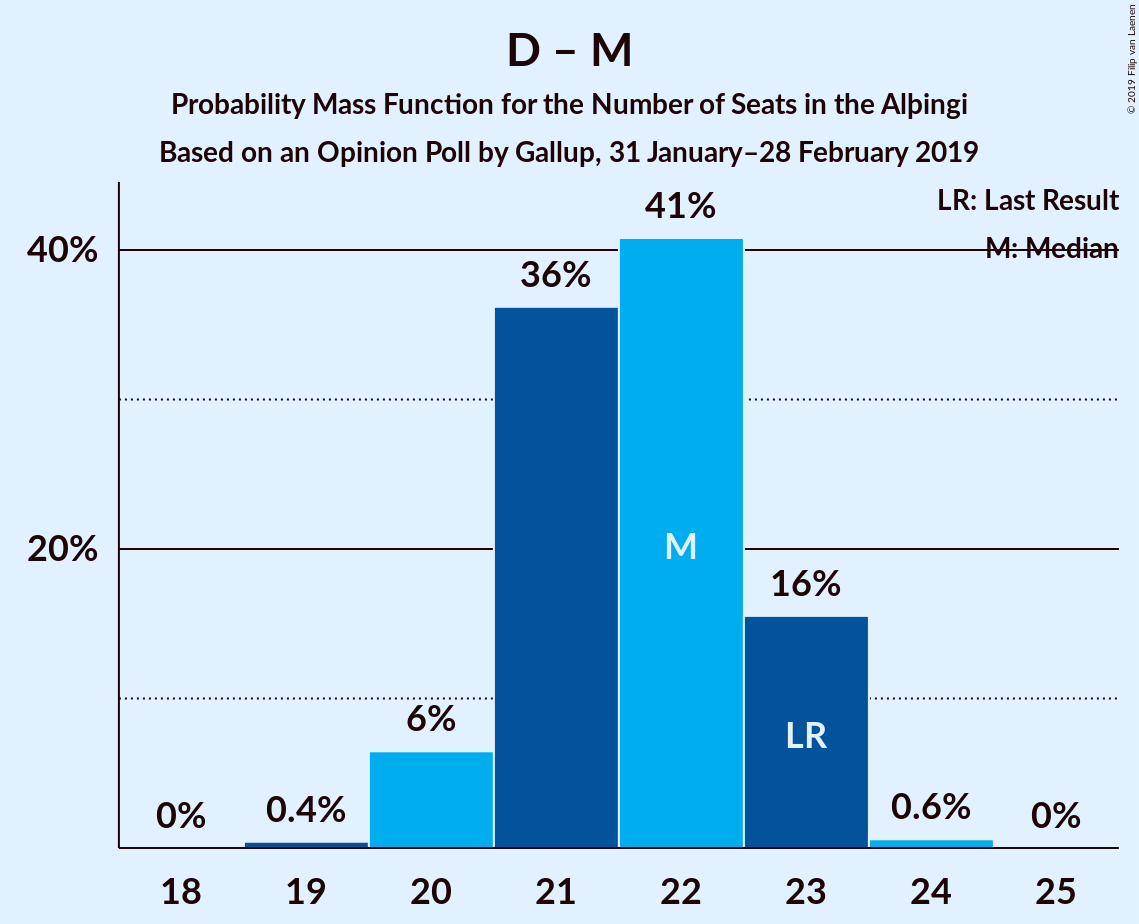 D – M
Probability Mass Function for the Number of Seats in the Alþingi
Based on an Opinion Poll by Gallup, 31 January–28 February 2019
© 2019 Filip van Laenen
LR: Last Result
M: Median
40%
20%
0%
0.4%
6%
36%
41%
16%
0.6%
0%
M
LR
18 19 20 21 22 23 24 25